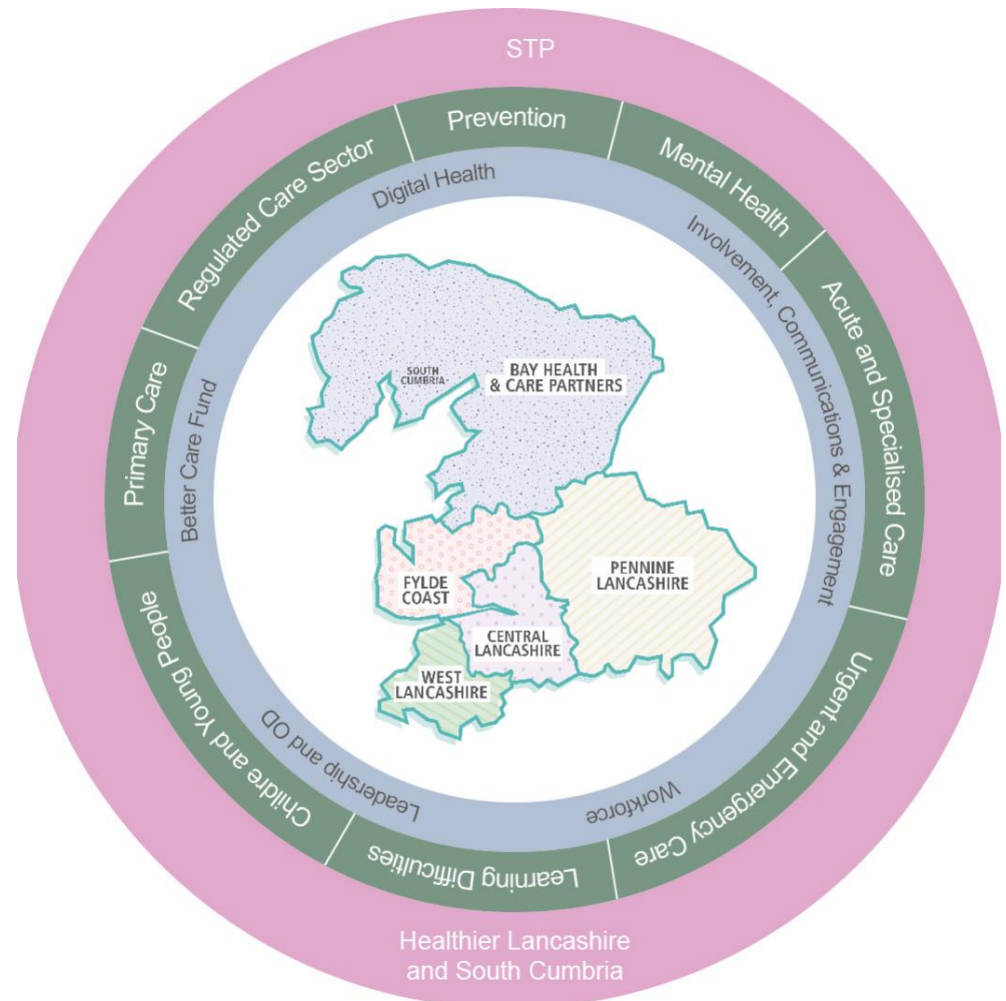 STP
Prevention
Mental Health
Acute and Specialised Care
Urgent and Emergency Care
Learning Difficulties
Childre and Young People
Primary Care
Regulated Care Sector
Digital Health
Involvement, Communications & Engagement
Workforce
Leadership and OD
Better Care Fund
SOUTH
CUMBRIA
BAY HEALTH
& CARE PARTNERS
FYLDE
COAST
PENNINE
LANCASHIRE
CENTRAL
LANCASHIRE
WEST
LANCASHIRE
Healthier Lancashire
and South Cumbria